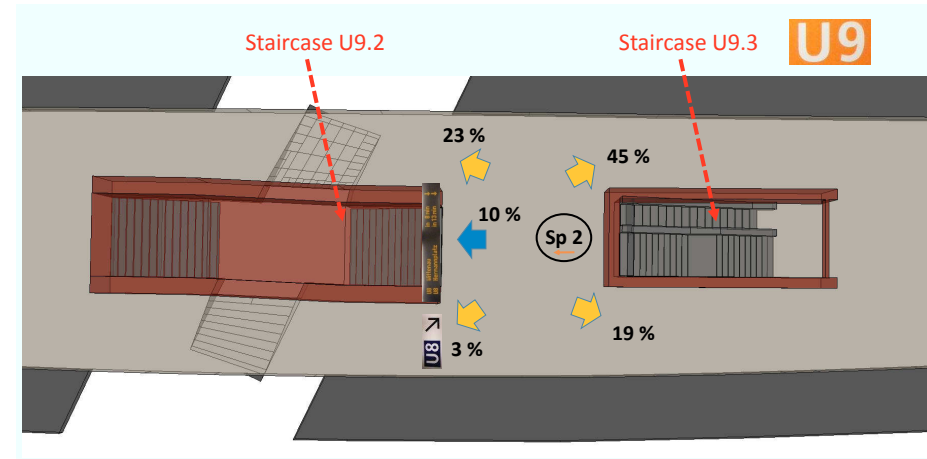 Staircase U9.2
Staircase U9.3
U9
23 %
45 %
10 %
Sp 2
19 %
3 %
U8